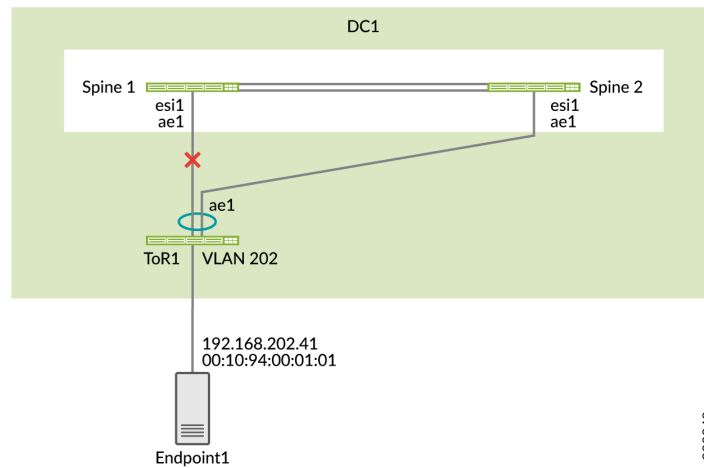 DC1
Spine 1
Spine 2
esi1
ae1
esi1
ae1
ae1
ToR1
VLAN 202
192.168.202.41
00:10:94:00:01:01
Endpoint1